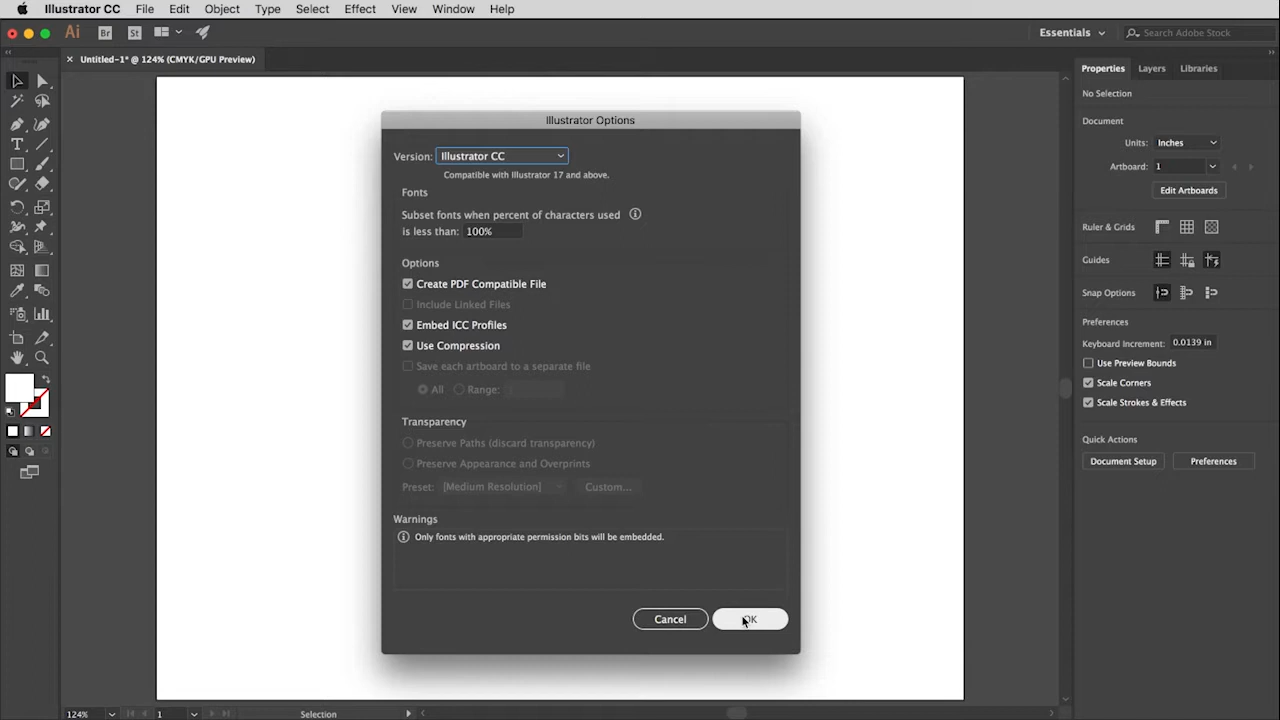 Illustrator CC File Edit Object Type Select Effect View Window Help
Ai Br St Essentials Search Adobe Stock
Untitled-1* @ 124% (CMYK/GPU Preview)
Properties Layers Libraries
No Selection
Document
Units: Inches
Artboard: 1
Edit Artboards
Ruler & Grids
Guides
Snap Options
Preferences
Keyboard Increment: 0.0139 in
Use Preview Bounds
Scale Corners
Scale Strokes & Effects
Quick Actions
Document Setup Preferences
Illustrator Options
Version: Illustrator CC
Compatible with Illustrator 17 and above.
Fonts
Subset fonts when percent of characters used
is less than: 100%
Options
Create PDF Compatible File
Include Linked Files
Embed ICC Profiles
Use Compression
Save each artboard to a separate file
All Range: 1
Transparency
Preserve Paths (discard transparency)
Preserve Appearance and Overprints
Preset: [Medium Resolution] Custom...
Warnings
Only fonts with appropriate permission bits will be embedded.
Cancel OK
124% 1 Selection